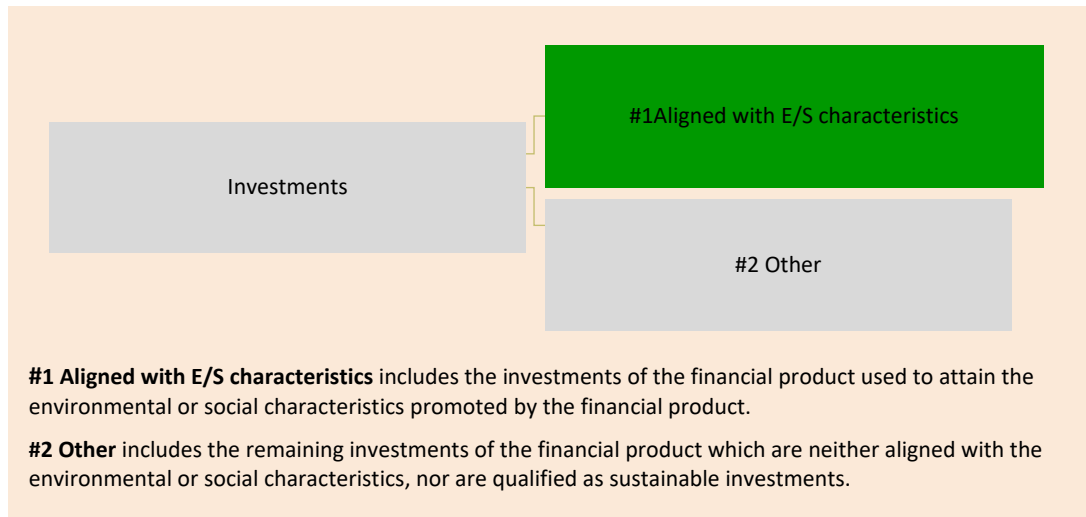 #1Aligned with E/S characteristics
Investments
#2 Other
#1 Aligned with E/S characteristics includes the investments of the financial product used to attain the
environmental or social characteristics promoted by the financial product.
#2 Other includes the remaining investments of the financial product which are neither aligned with the
environmental or social characteristics, nor are qualified as sustainable investments.